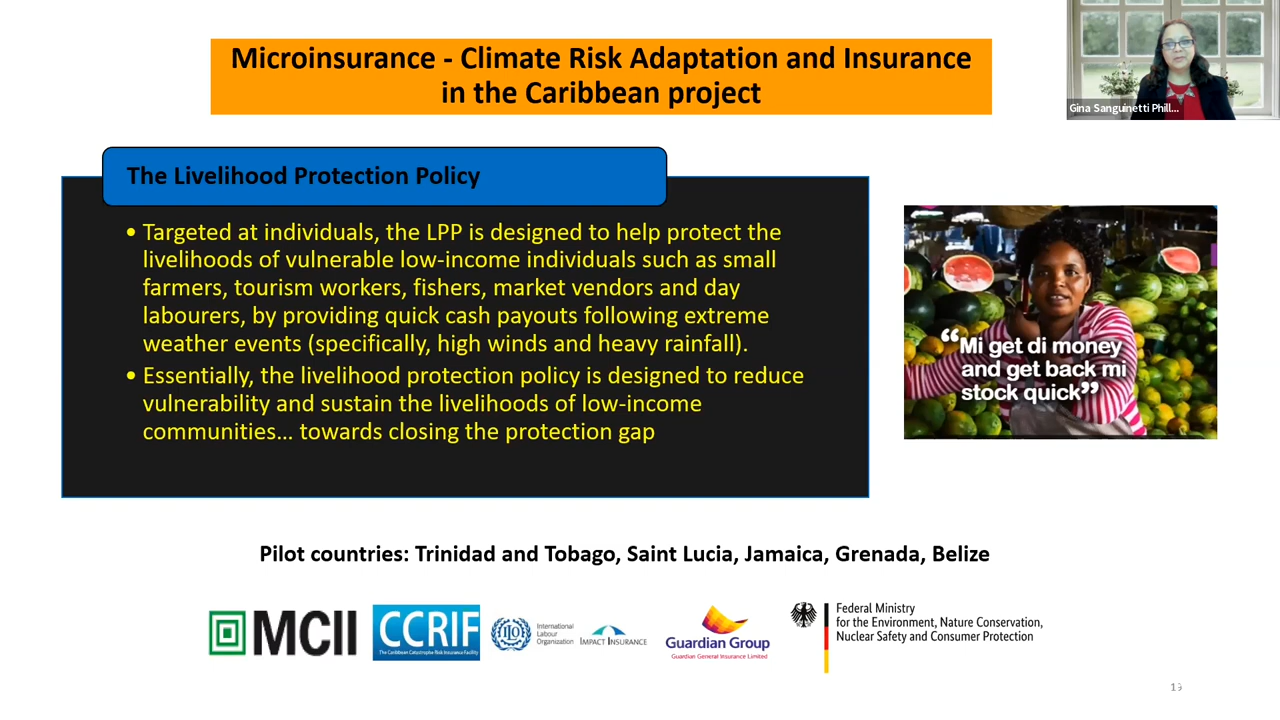 Microinsurance - Climate Risk Adaptation and Insurance
in the Caribbean project
Gina Sanguinetti Phill...
The Livelihood Protection Policy
• Targeted at individuals, the LPP is designed to help protect the
livelihoods of vulnerable low-income individuals such as small
farmers, tourism workers, fishers, market vendors and day
labourers, by providing quick cash payouts following extreme
weather events (specifically, high winds and heavy rainfall).
• Essentially, the livelihood protection policy is designed to reduce
vulnerability and sustain the livelihoods of low-income
communities... towards closing the protection gap
“Mi get di money
and get back mi
stock quick”
Pilot countries: Trinidad and Tobago, Saint Lucia, Jamaica, Grenada, Belize
MCII
CCRIF
The Caribbean Catastrophe Risk Insurance Facility
ILO
International
Labour
Organization
IMPACT INSURANCE
Guardian Group
Guardian General Insurance Limited
Federal Ministry
for the Environment, Nature Conservation,
Nuclear Safety and Consumer Protection
19